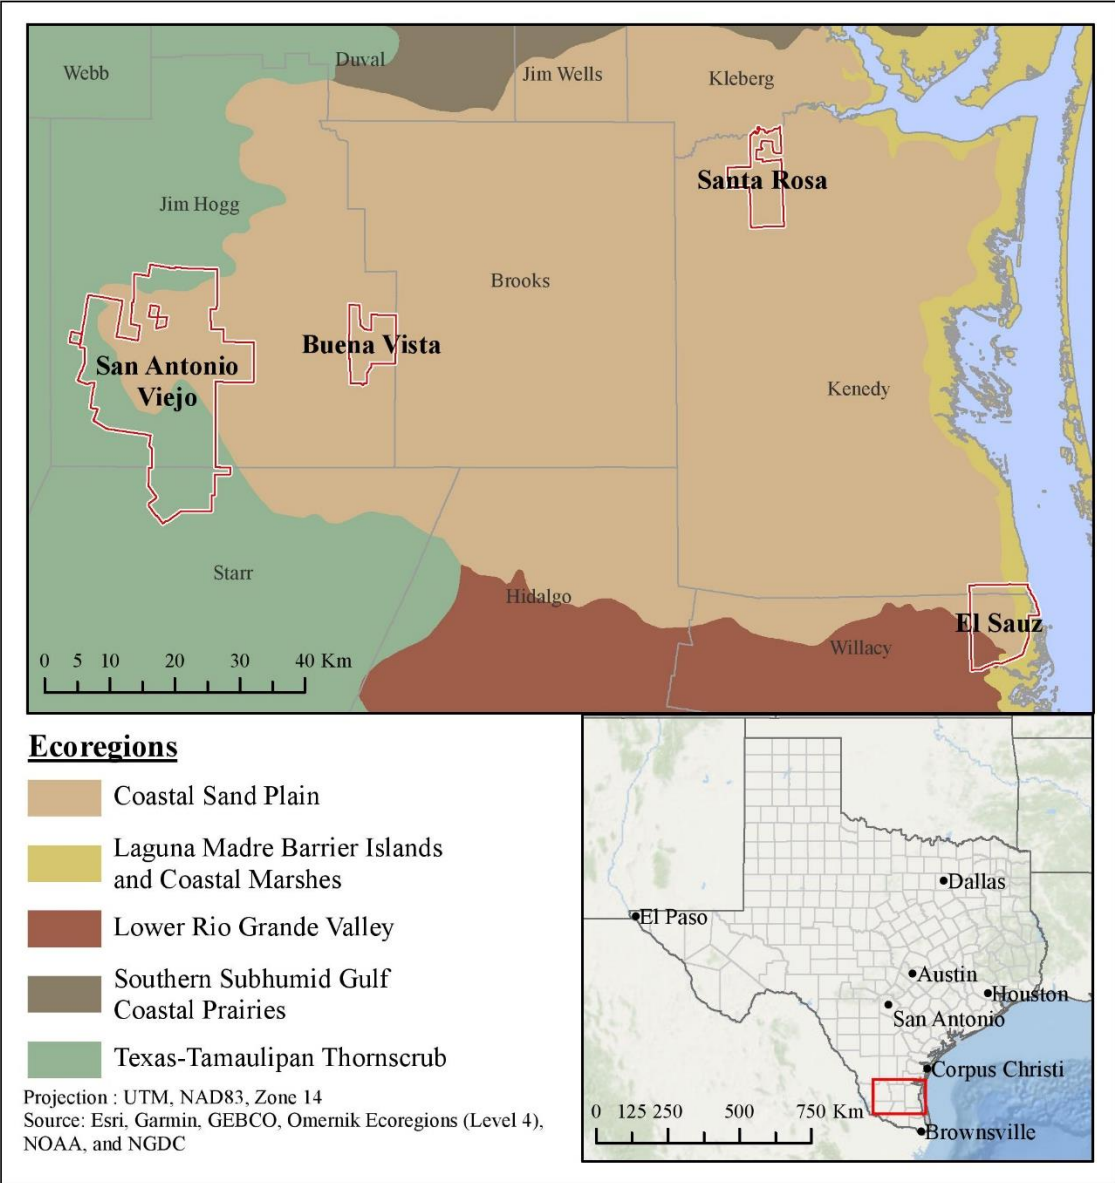 Duval
Webb
Jim Wells
Kleberg
Santa Rosa
Jim Hogg
Brooks
Buena Vista
San Antonio
Viejo
Kenedy
Starr
Hidalgo
El Sauz
Willacy
0 5 10 20 30 40 Km
Ecoregions
Coastal Sand Plain
Laguna Madre Barrier Islands
and Coastal Marshes
Lower Rio Grande Valley
Southern Subhumid Gulf
Coastal Prairies
Texas-Tamaulipan Thornscrub
Projection : UTM, NAD83, Zone 14
Source: Esri, Garmin, GEBCO, Omernik Ecoregions (Level 4),
NOAA, and NGDC
Dallas
El Paso
Austin
Houston
San Antonio
Corpus Christi
0 125 250 500 750 Km
Brownsville